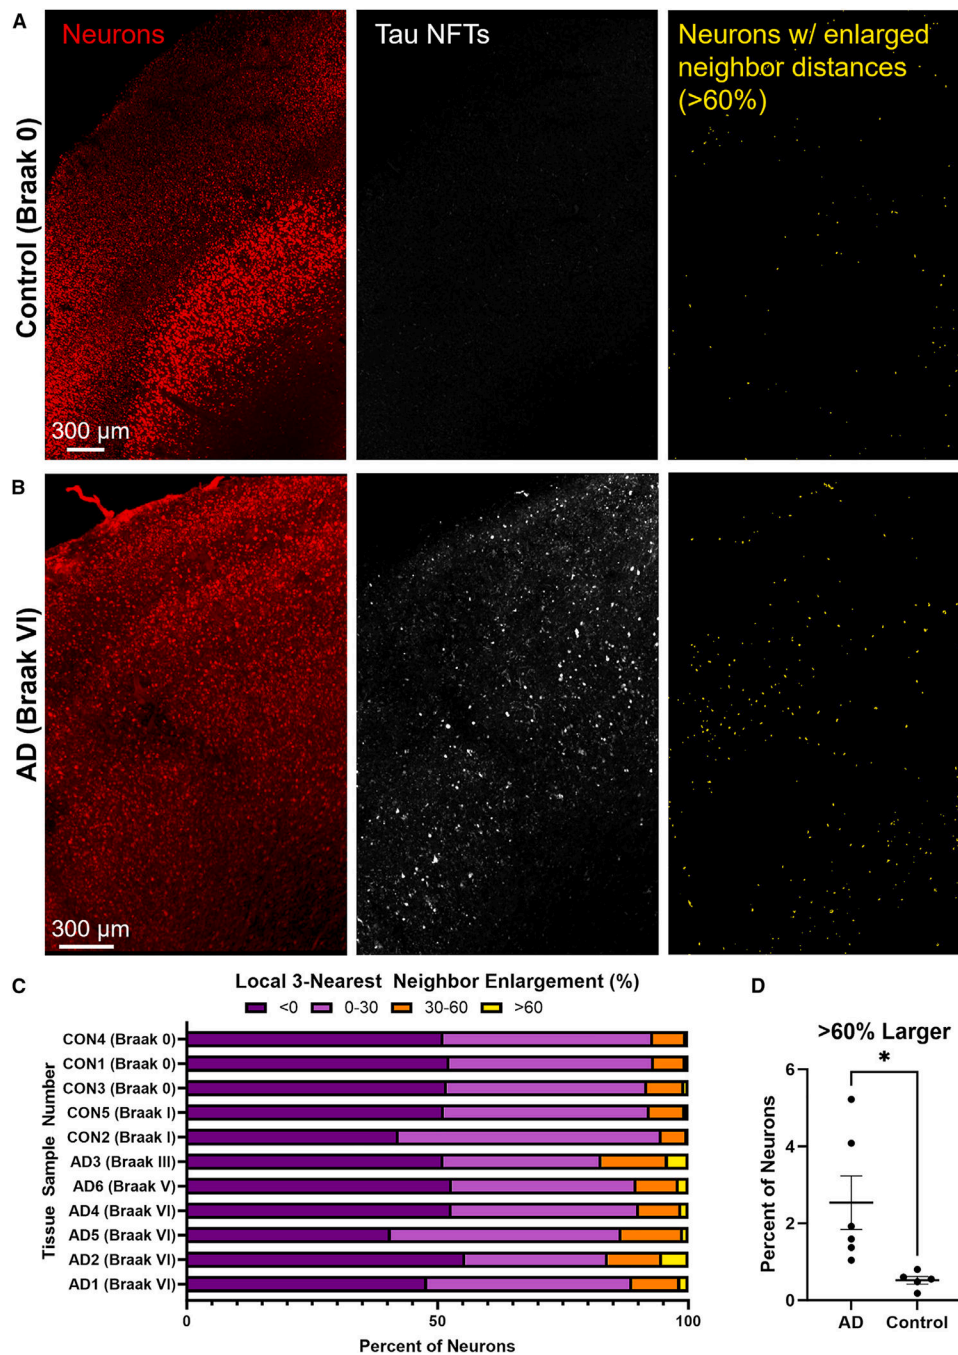 A
Neurons
Tau NFTs
Neurons w/ enlarged
neighbor distances
(>60%)
Control (Braak 0)
300 µm
B
AD (Braak VI)
300 µm
C
Local 3-Nearest Neighbor Enlargement (%)
<0 0-30 30-60 >60
Tissue Sample Number
CON4 (Braak 0)
CON1 (Braak 0)
CON3 (Braak 0)
CON5 (Braak I)
CON2 (Braak I)
AD3 (Braak III)
AD6 (Braak V)
AD4 (Braak VI)
AD5 (Braak VI)
AD2 (Braak VI)
AD1 (Braak VI)
0 50 100
Percent of Neurons
D
>60% Larger
*
Percent of Neurons
6
4
2
0
AD Control